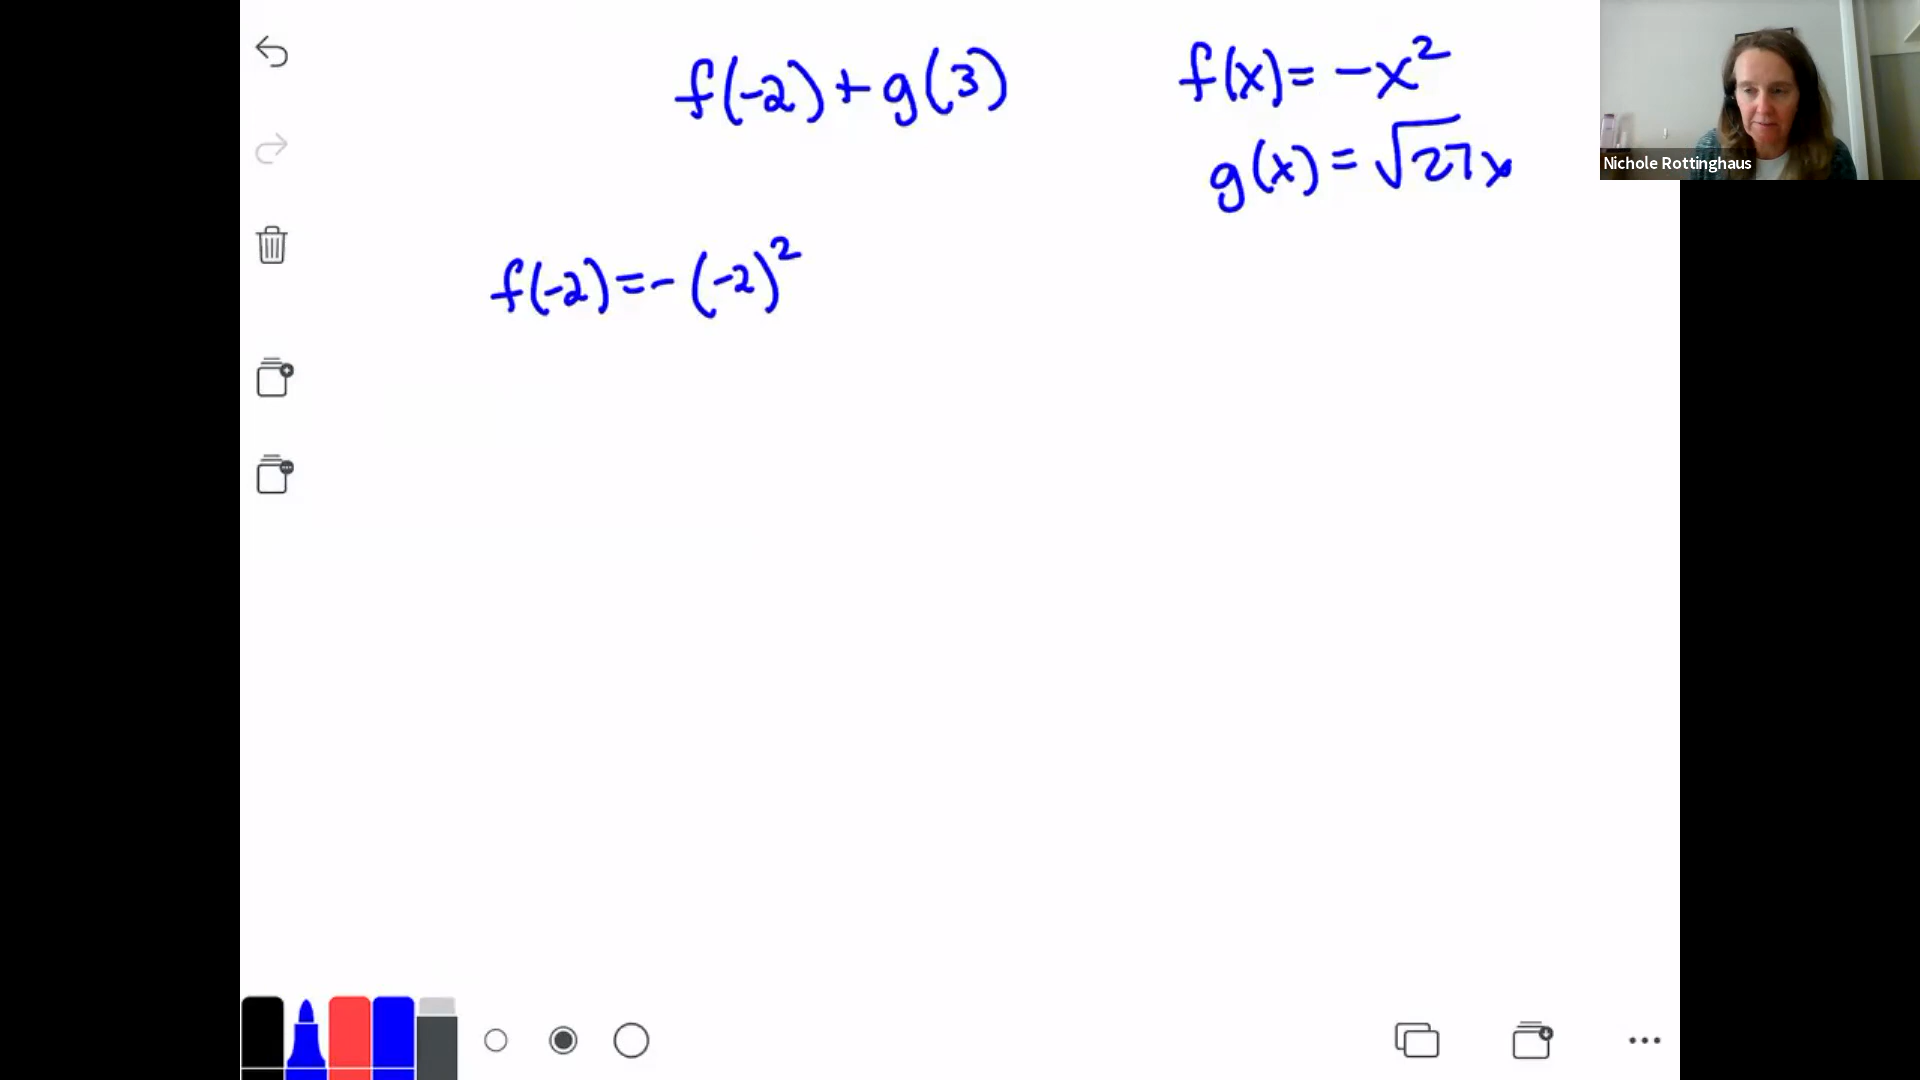 f(-2) + g(3)
f(x) = -x²
g(x) = √27x
Nichole Rottinghaus
f(-2) = -(-2)²